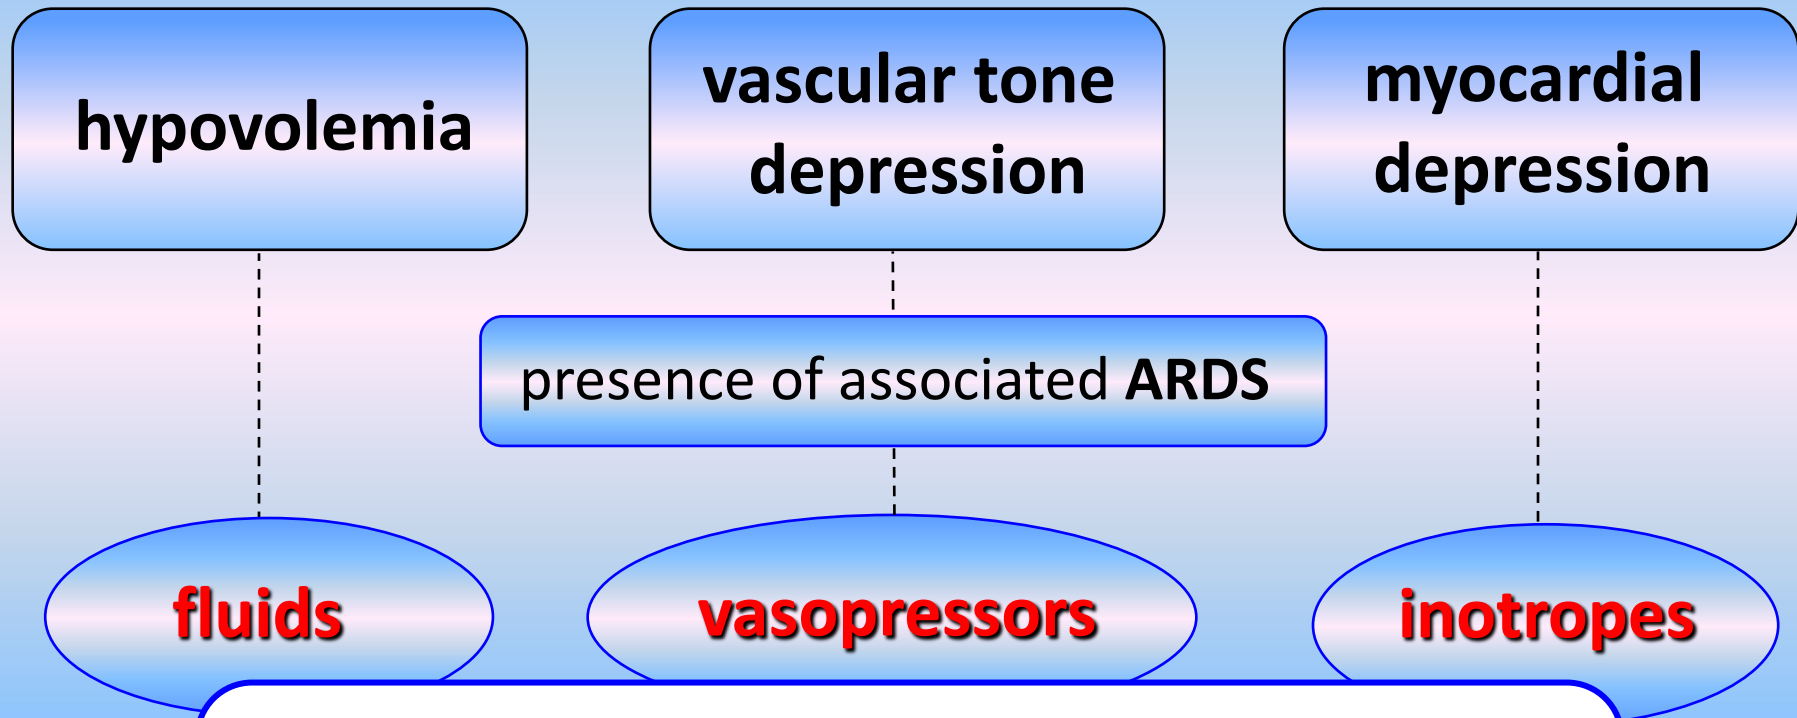 hypovolemia
vascular tone
depression
myocardial
depression
presence of associated ARDS
fluids
vasopressors
inotropes